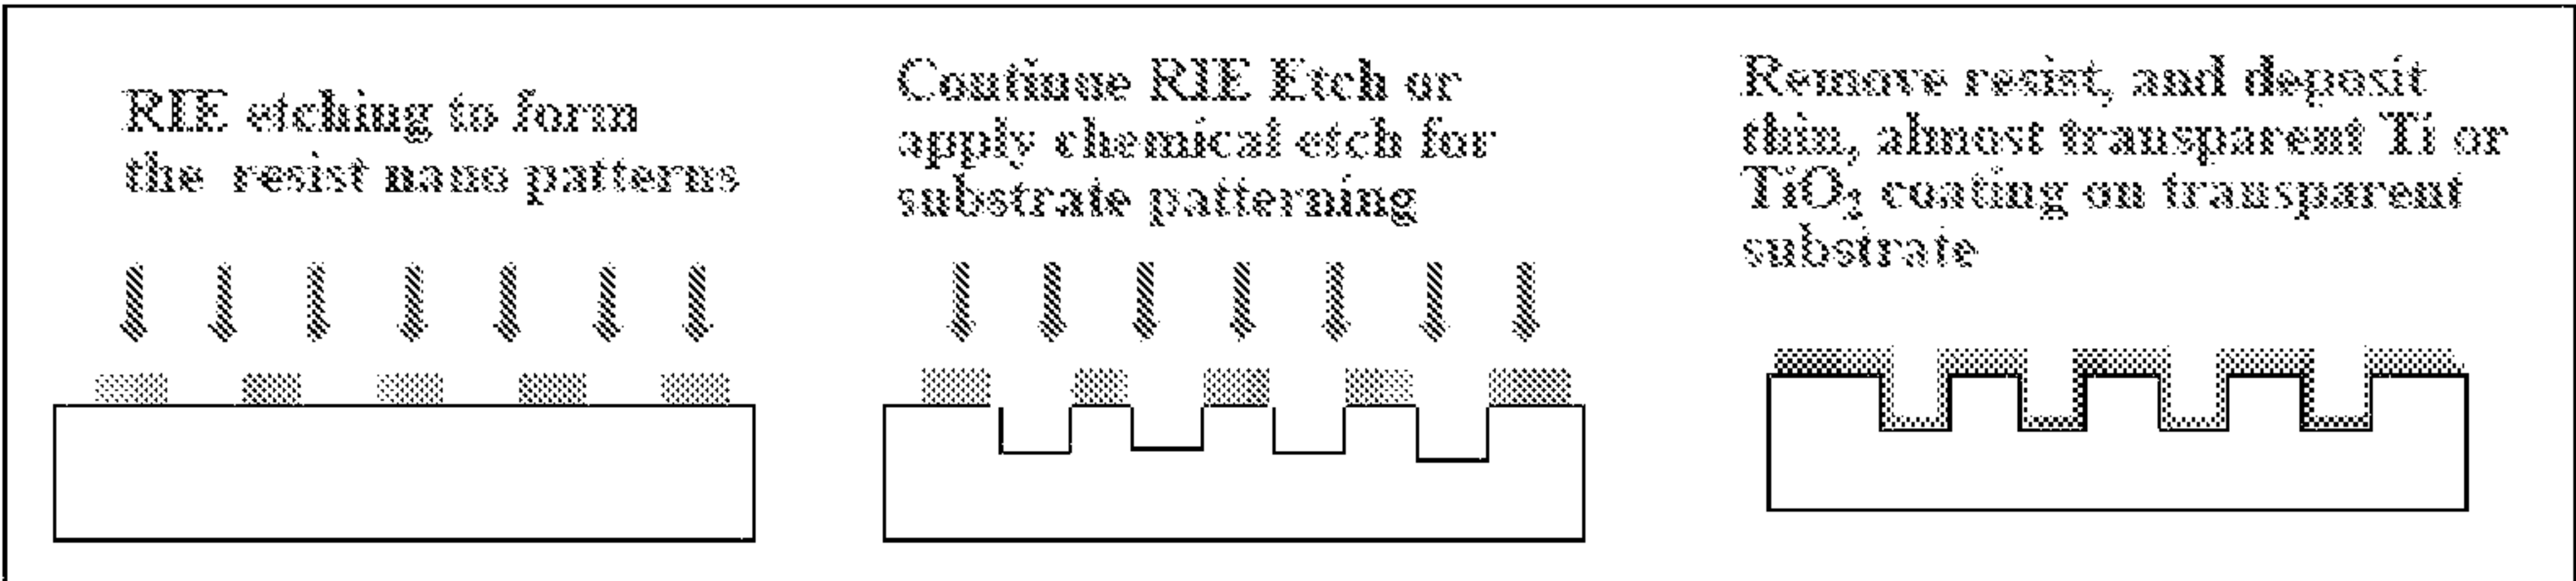 RIE etching to form
the resist nano patterns
Continue RIE Etch or
apply chemical etch for
substrate patterning
Remove resist, and deposit
thin, almost transparent Ti or
TiO₂ coating on transparent
substrate